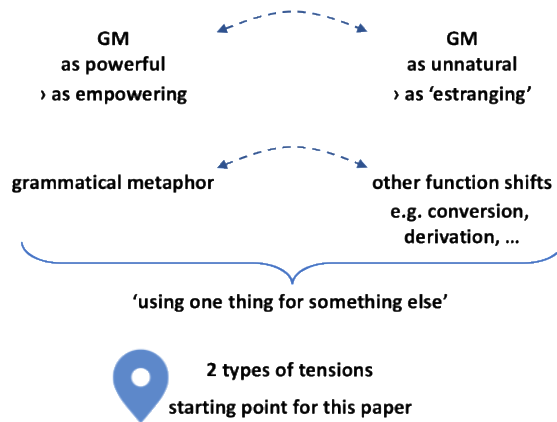 GM
as powerful
› as empowering
GM
as unnatural
› as ‘estranging’
grammatical metaphor
other function shifts
e.g. conversion,
derivation, ...
‘using one thing for something else’
2 types of tensions
starting point for this paper